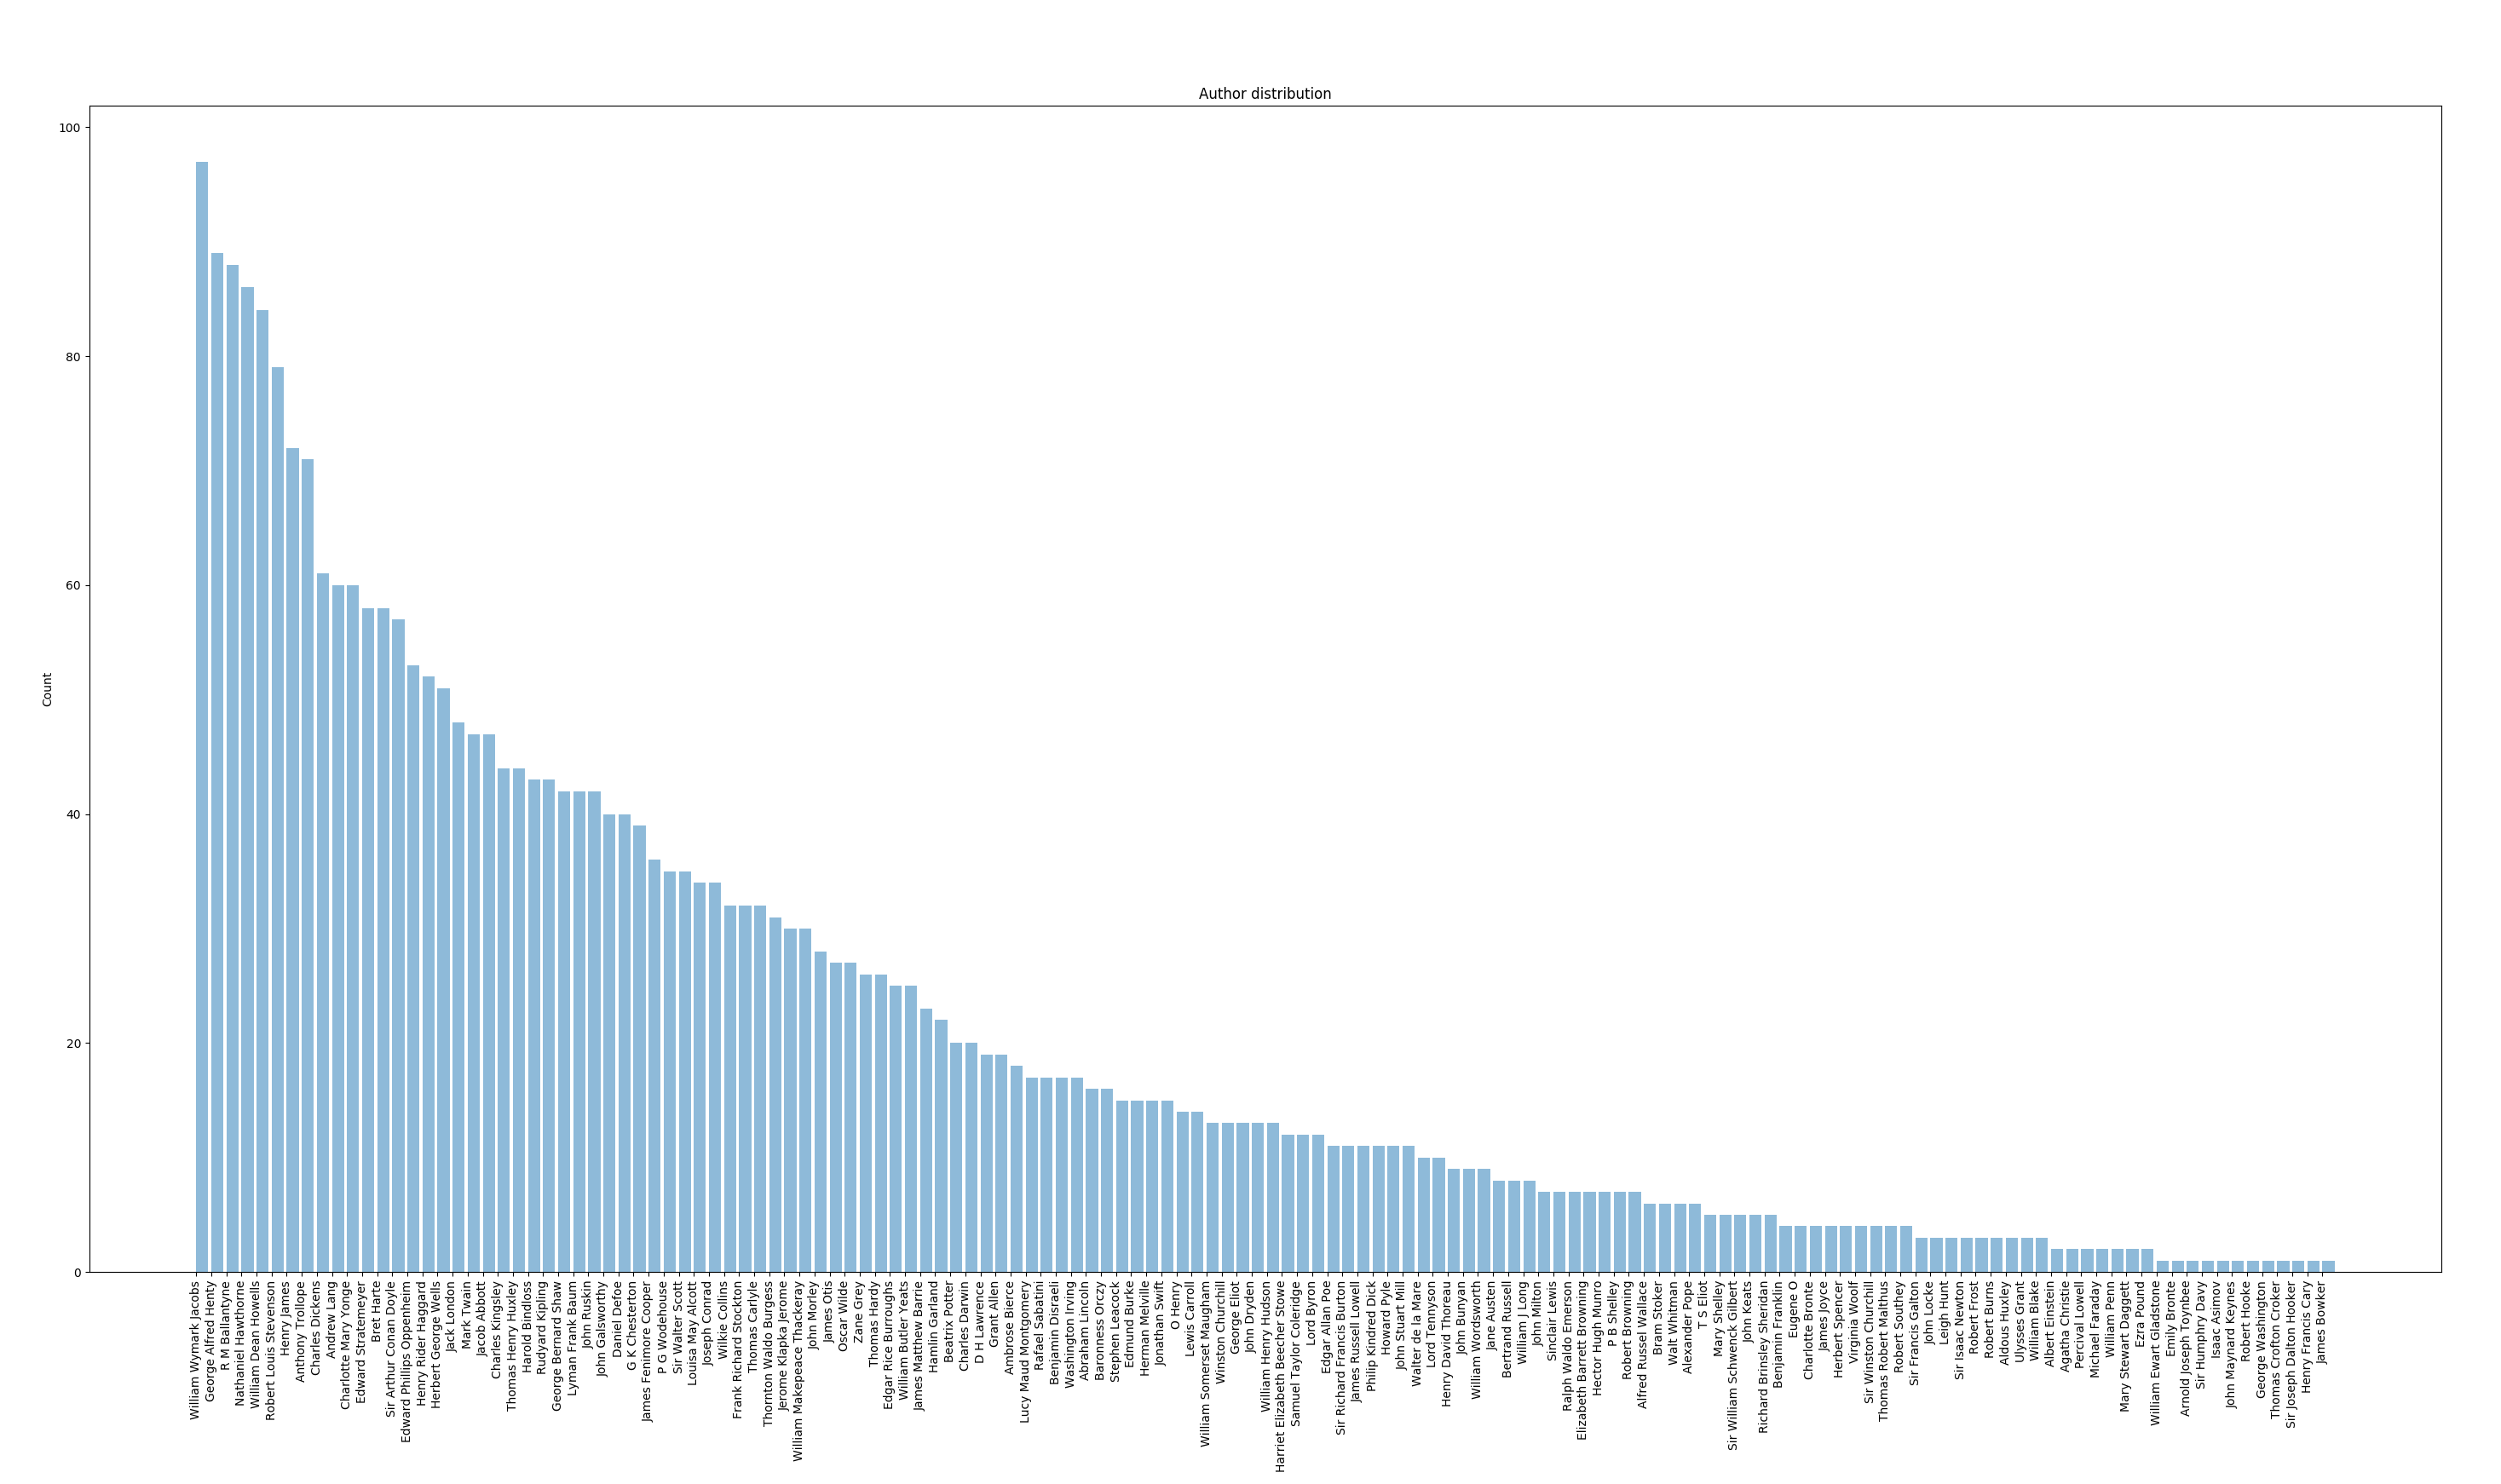 Author distribution
100
80
60
40
20
0
Count
William Wymark Jacobs
George Alfred Henty
R M Ballantyne
Nathaniel Hawthorne
William Dean Howells
Robert Louis Stevenson
Henry James
Anthony Trollope
Charles Dickens
Andrew Lang
Charlotte Mary Yonge
Edward Stratemeyer
Bret Harte
Sir Arthur Conan Doyle
Edward Phillips Oppenheim
Henry Rider Haggard
Herbert George Wells
Jack London
Mark Twain
Jacob Abbott
Charles Kingsley
Thomas Henry Huxley
Harold Bindloss
Rudyard Kipling
George Bernard Shaw
Lyman Frank Baum
John Ruskin
John Galsworthy
Daniel Defoe
G K Chesterton
James Fenimore Cooper
P G Wodehouse
Sir Walter Scott
Louisa May Alcott
Joseph Conrad
Wilkie Collins
Frank Richard Stockton
Thomas Carlyle
Thornton Waldo Burgess
Jerome Klapka Jerome
William Makepeace Thackeray
John Morley
James Otis
Oscar Wilde
Zane Grey
Thomas Hardy
Edgar Rice Burroughs
William Butler Yeats
James Matthew Barrie
Hamlin Garland
Beatrix Potter
Charles Darwin
D H Lawrence
Grant Allen
Ambrose Bierce
Lucy Maud Montgomery
Rafael Sabatini
Benjamin Disraeli
Washington Irving
Abraham Lincoln
Baronness Orczy
Stephen Leacock
Edmund Burke
Herman Melville
Jonathan Swift
O Henry
Lewis Carroll
William Somerset Maugham
Winston Churchill
George Eliot
John Dryden
William Henry Hudson
Harriet Elizabeth Beecher Stowe
Samuel Taylor Coleridge
Lord Byron
Edgar Allan Poe
Sir Richard Francis Burton
James Russell Lowell
Philip Kindred Dick
Howard Pyle
John Stuart Mill
Walter de la Mare
Lord Tennyson
Henry David Thoreau
John Bunyan
William Wordsworth
Jane Austen
Bertrand Russell
William J Long
John Milton
Sinclair Lewis
Ralph Waldo Emerson
Elizabeth Barrett Browning
Hector Hugh Munro
P B Shelley
Robert Browning
Alfred Russel Wallace
Bram Stoker
Walt Whitman
Alexander Pope
T S Eliot
Mary Shelley
Sir William Schwenck Gilbert
John Keats
Richard Brinsley Sheridan
Benjamin Franklin
Eugene O
Charlotte Bronte
James Joyce
Herbert Spencer
Virginia Woolf
Sir Winston Churchill
Thomas Robert Malthus
Robert Southey
Sir Francis Galton
John Locke
Leigh Hunt
Sir Isaac Newton
Robert Frost
Robert Burns
Aldous Huxley
Ulysses Grant
William Blake
Albert Einstein
Agatha Christie
Percival Lowell
Michael Faraday
William Penn
Mary Stewart Daggett
Ezra Pound
William Ewart Gladstone
Emily Bronte
Arnold Joseph Toynbee
Sir Humphry Davy
Isaac Asimov
John Maynard Keynes
Robert Hooke
George Washington
Thomas Crofton Croker
Sir Joseph Dalton Hooker
Henry Francis Cary
James Bowker